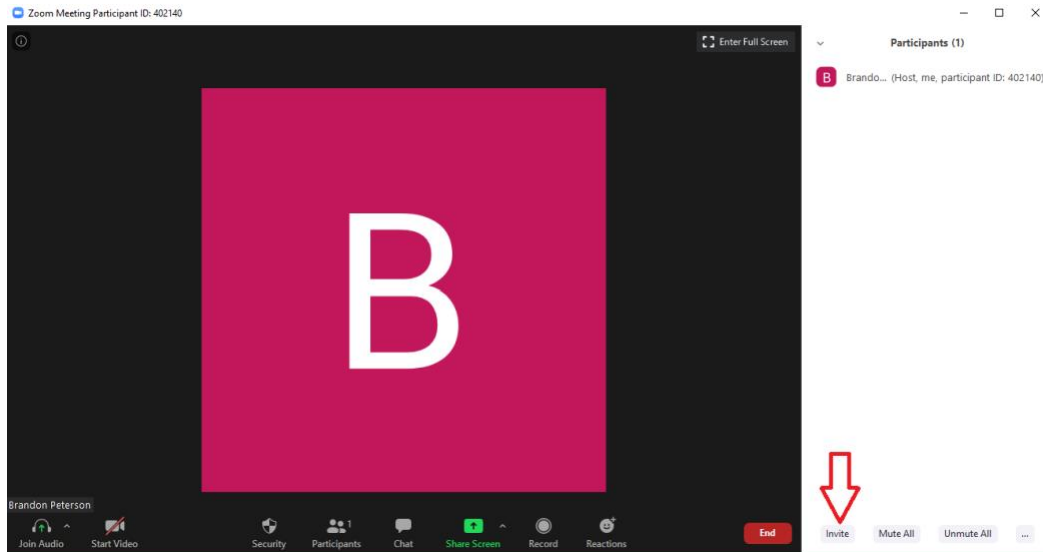 Zoom Meeting Participant ID: 402140
Enter Full Screen
Participants (1)
B Brando... (Host, me, participant ID: 402140)
B
Brandon Peterson
Join Audio Start Video Security Participants 1 Chat Share Screen Record Reactions End
Invite Mute All Unmute All ...